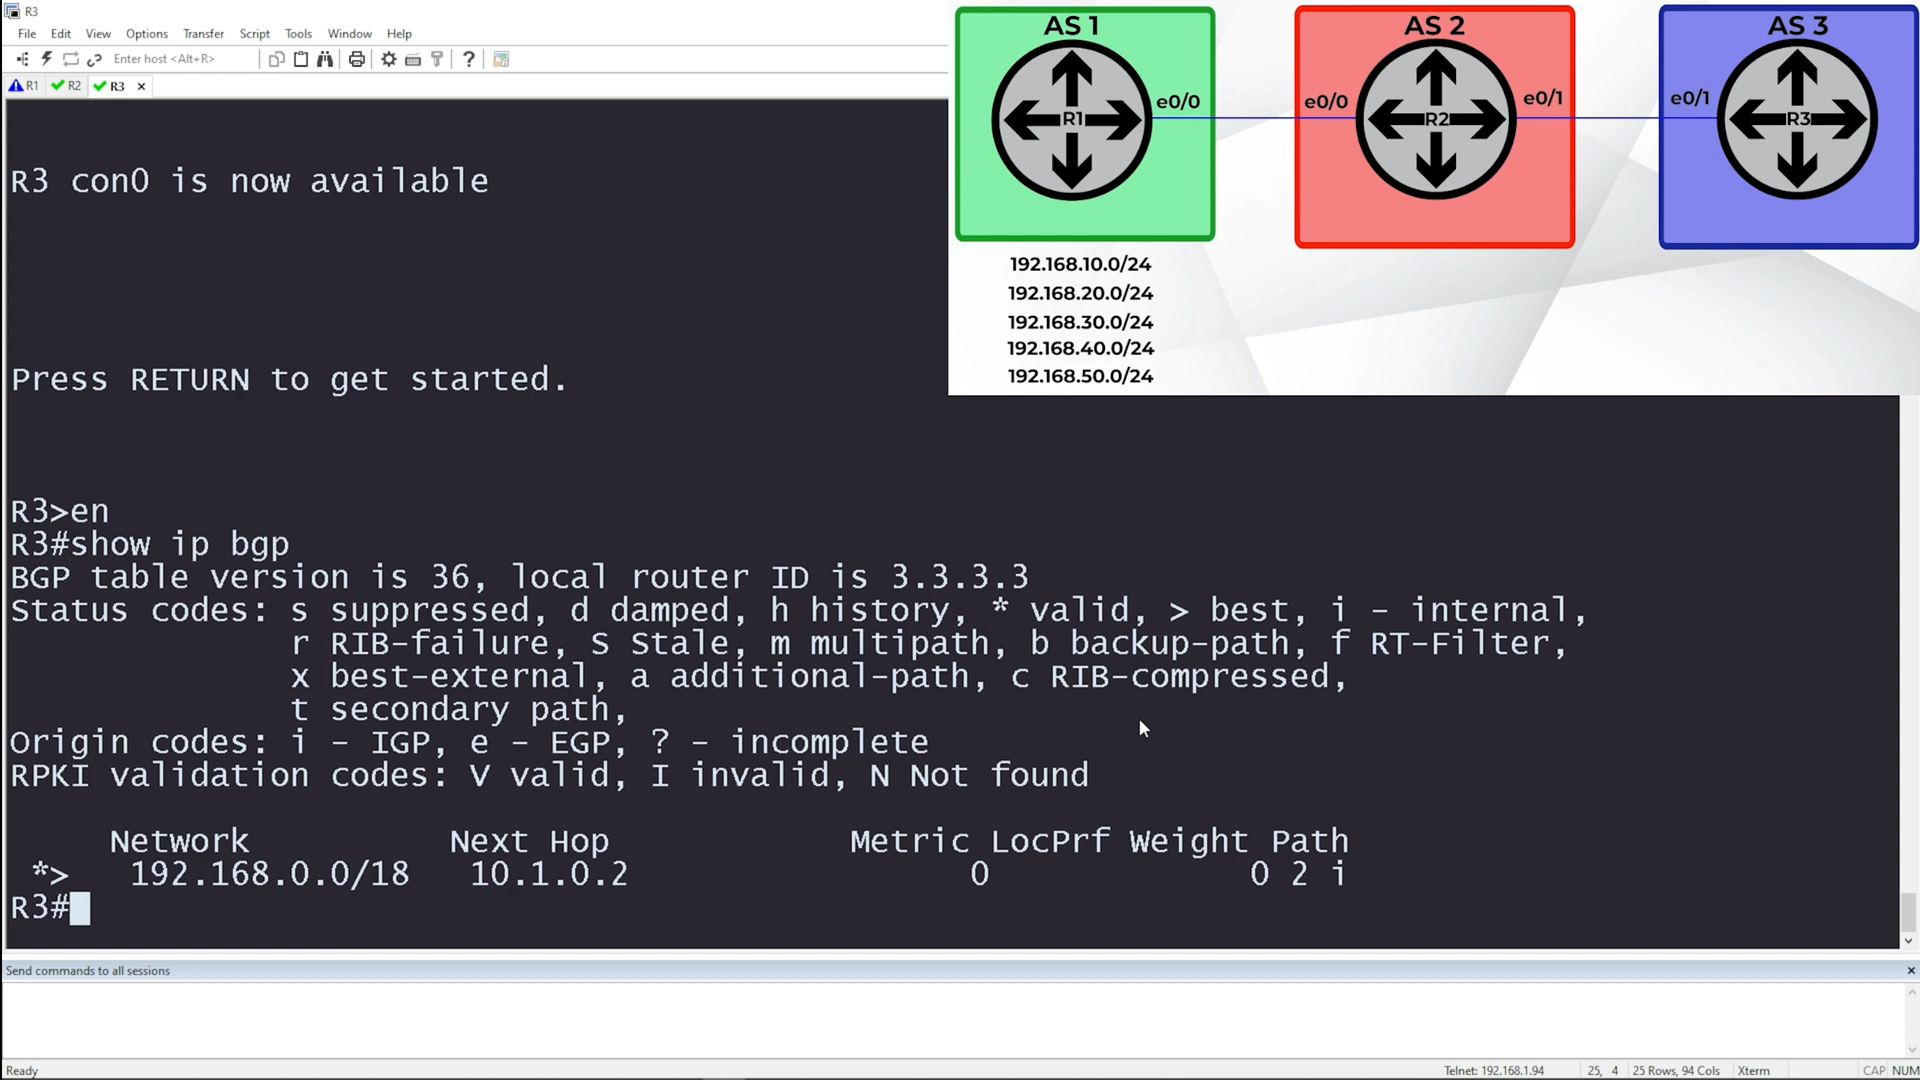 R3
File Edit View Options Transfer Script Tools Window Help
Enter host <Alt+R>
R1 R2 R3
R3 con0 is now available
Press RETURN to get started.
R3>en
R3#show ip bgp
BGP table version is 36, local router ID is 3.3.3.3
Status codes: s suppressed, d damped, h history, * valid, > best, i - internal,
r RIB-failure, S Stale, m multipath, b backup-path, f RT-Filter,
x best-external, a additional-path, c RIB-compressed,
t secondary path,
Origin codes: i - IGP, e - EGP, ? - incomplete
RPKI validation codes: V valid, I invalid, N Not found
Network Next Hop Metric LocPrf Weight Path
*> 192.168.0.0/18 10.1.0.2 0 0 2 i
R3#
AS 1 AS 2 AS 3
R1 e0/0 e0/0 R2 e0/1 e0/1 R3
192.168.10.0/24
192.168.20.0/24
192.168.30.0/24
192.168.40.0/24
192.168.50.0/24
Send commands to all sessions
Ready Telnet: 192.168.1.94 25, 4 25 Rows, 94 Cols Xterm CAP NUM